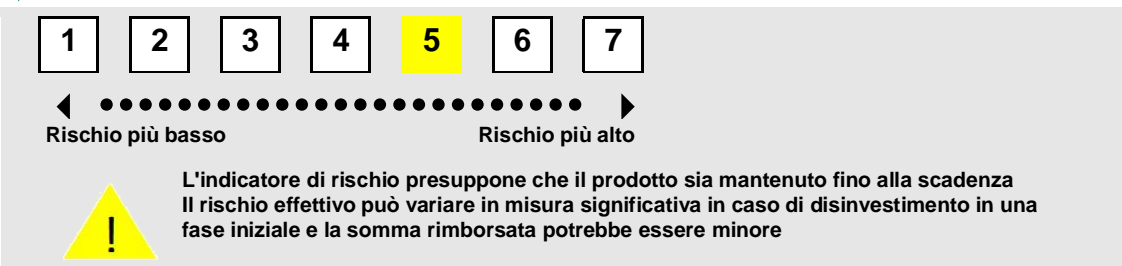 1 2 3 4 5 6 7
Rischio più basso Rischio più alto
L'indicatore di rischio presuppone che il prodotto sia mantenuto fino alla scadenza
Il rischio effettivo può variare in misura significativa in caso di disinvestimento in una
fase iniziale e la somma rimborsata potrebbe essere minore
!